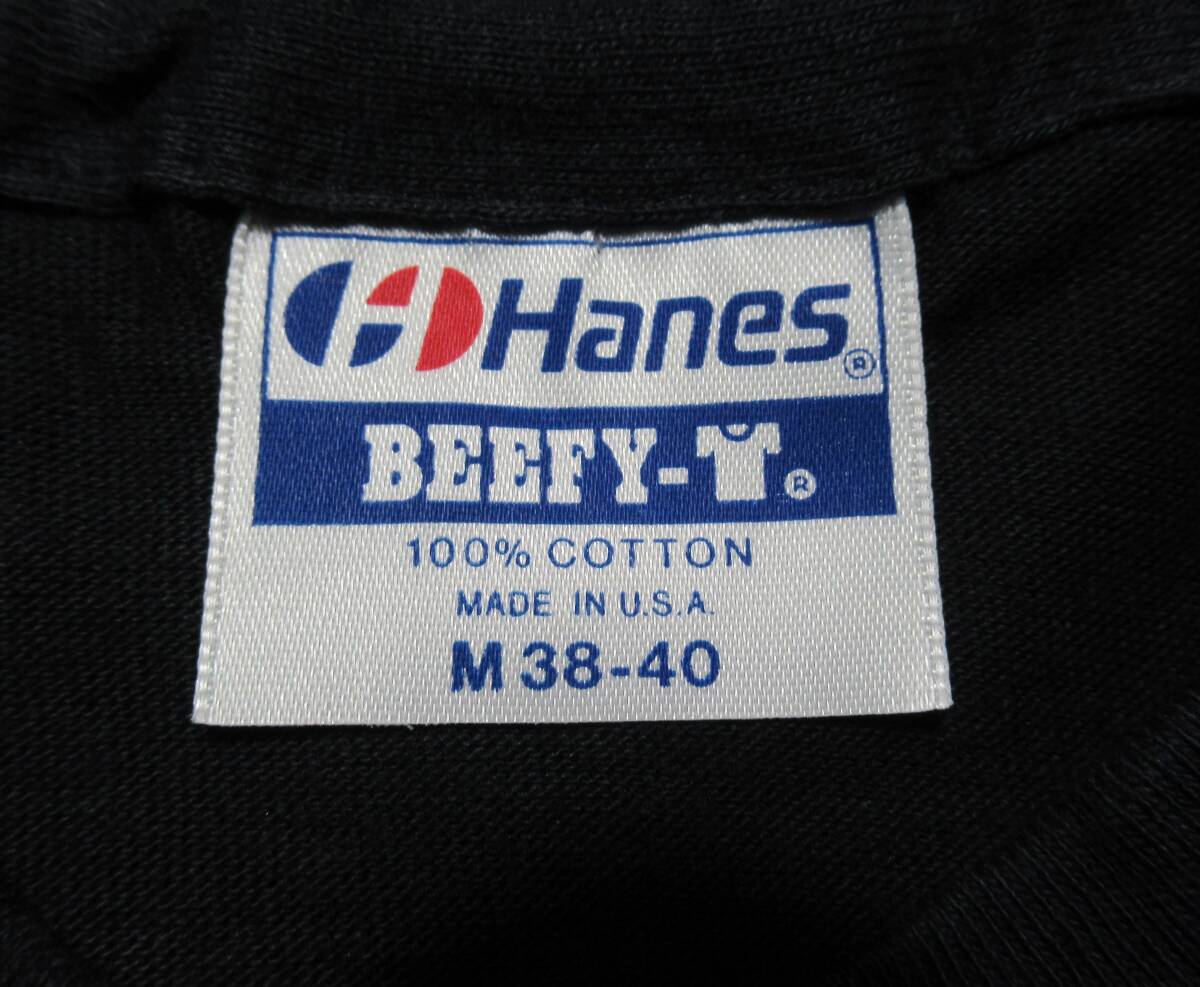 Hanes®
BEEFY-T®
100% COTTON
MADE IN U.S.A.
M 38-40